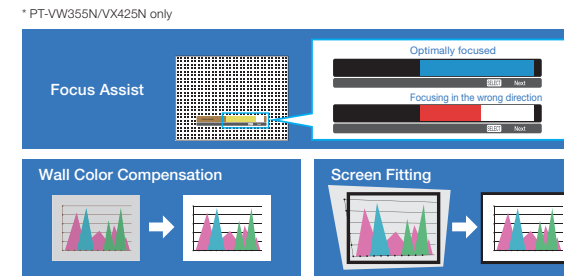 * PT-VW355N/VX425N only
Optimally focused
Focus Assist
SELECT Next
Focusing in the wrong direction
SELECT Next
Wall Color Compensation
Screen Fitting